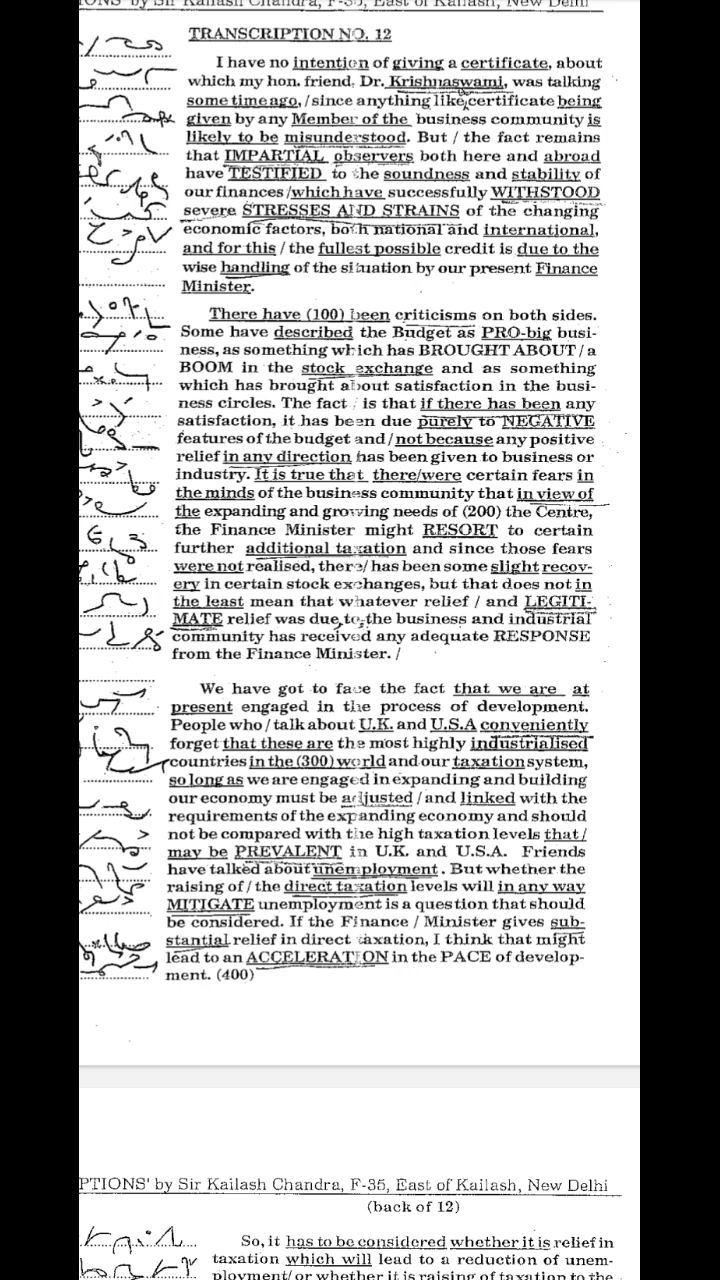 IONS' by Sir Kailash Chandra, F-35, East of Kailash, New Delhi
TRANSCRIPTION NO. 12
I have no intention of giving a certificate, about
which my hon. friend, Dr. Krishnaswami, was talking
some time ago, / since anything like certificate being
given by any Member of the business community is
likely to be misunderstood. But / the fact remains
that IMPARTIAL observers both here and abroad
have TESTIFIED to the soundness and stability of
our finances /which have successfully WITHSTOOD
severe STRESSES AND STRAINS of the changing
economic factors, both national and international,
and for this / the fullest possible credit is due to the
wise handling of the situation by our present Finance
Minister.
There have (100) been criticisms on both sides.
Some have described the Budget as PRO-big busi-
ness, as something which has BROUGHT ABOUT / a
BOOM in the stock exchange and as something
which has brought about satisfaction in the busi-
ness circles. The fact / is that if there has been any
satisfaction, it has been due purely to NEGATIVE
features of the budget and / not because any positive
relief in any direction has been given to business or
industry. It is true that there/were certain fears in
the minds of the business community that in view of
the expanding and growing needs of (200) the Centre,
the Finance Minister might RESORT to certain
further additional taxation and since those fears
were not realised, there/ has been some slight recov-
ery in certain stock exchanges, but that does not in
the least mean that whatever relief / and LEGITI-
MATE relief was due to the business and industrial
community has received any adequate RESPONSE
from the Finance Minister. /
We have got to face the fact that we are at
present engaged in the process of development.
People who / talk about U.K. and U.S.A conveniently
forget that these are the most highly industrialised
countries in the (300) world and our taxation system,
so long as we are engaged in expanding and building
our economy must be adjusted / and linked with the
requirements of the expanding economy and should
not be compared with the high taxation levels that /
may be PREVALENT in U.K. and U.S.A. Friends
have talked about unemployment. But whether the
raising of / the direct taxation levels will in any way
MITIGATE unemployment is a question that should
be considered. If the Finance / Minister gives sub-
stantial relief in direct taxation, I think that might
lead to an ACCELERATION in the PACE of develop-
ment. (400)
PTIONS' by Sir Kailash Chandra, F-35, East of Kailash, New Delhi
(back of 12)
So, it has to be considered whether it is relief in
taxation which will lead to a reduction of unem-
ployment/ or whether it is raising of taxation to the